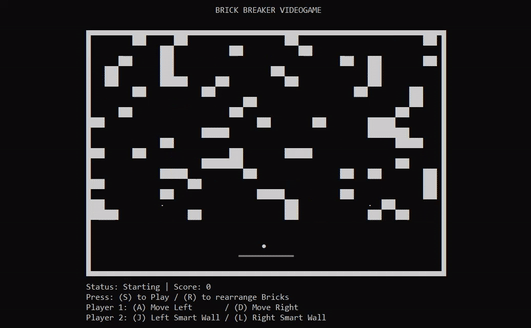 BRICK BREAKER VIDEOGAME
Status: Starting | Score: 0
Press: (S) to Play / (R) to rearrange Bricks
Player 1: (A) Move Left / (D) Move Right
Player 2: (J) Left Smart Wall / (L) Right Smart Wall